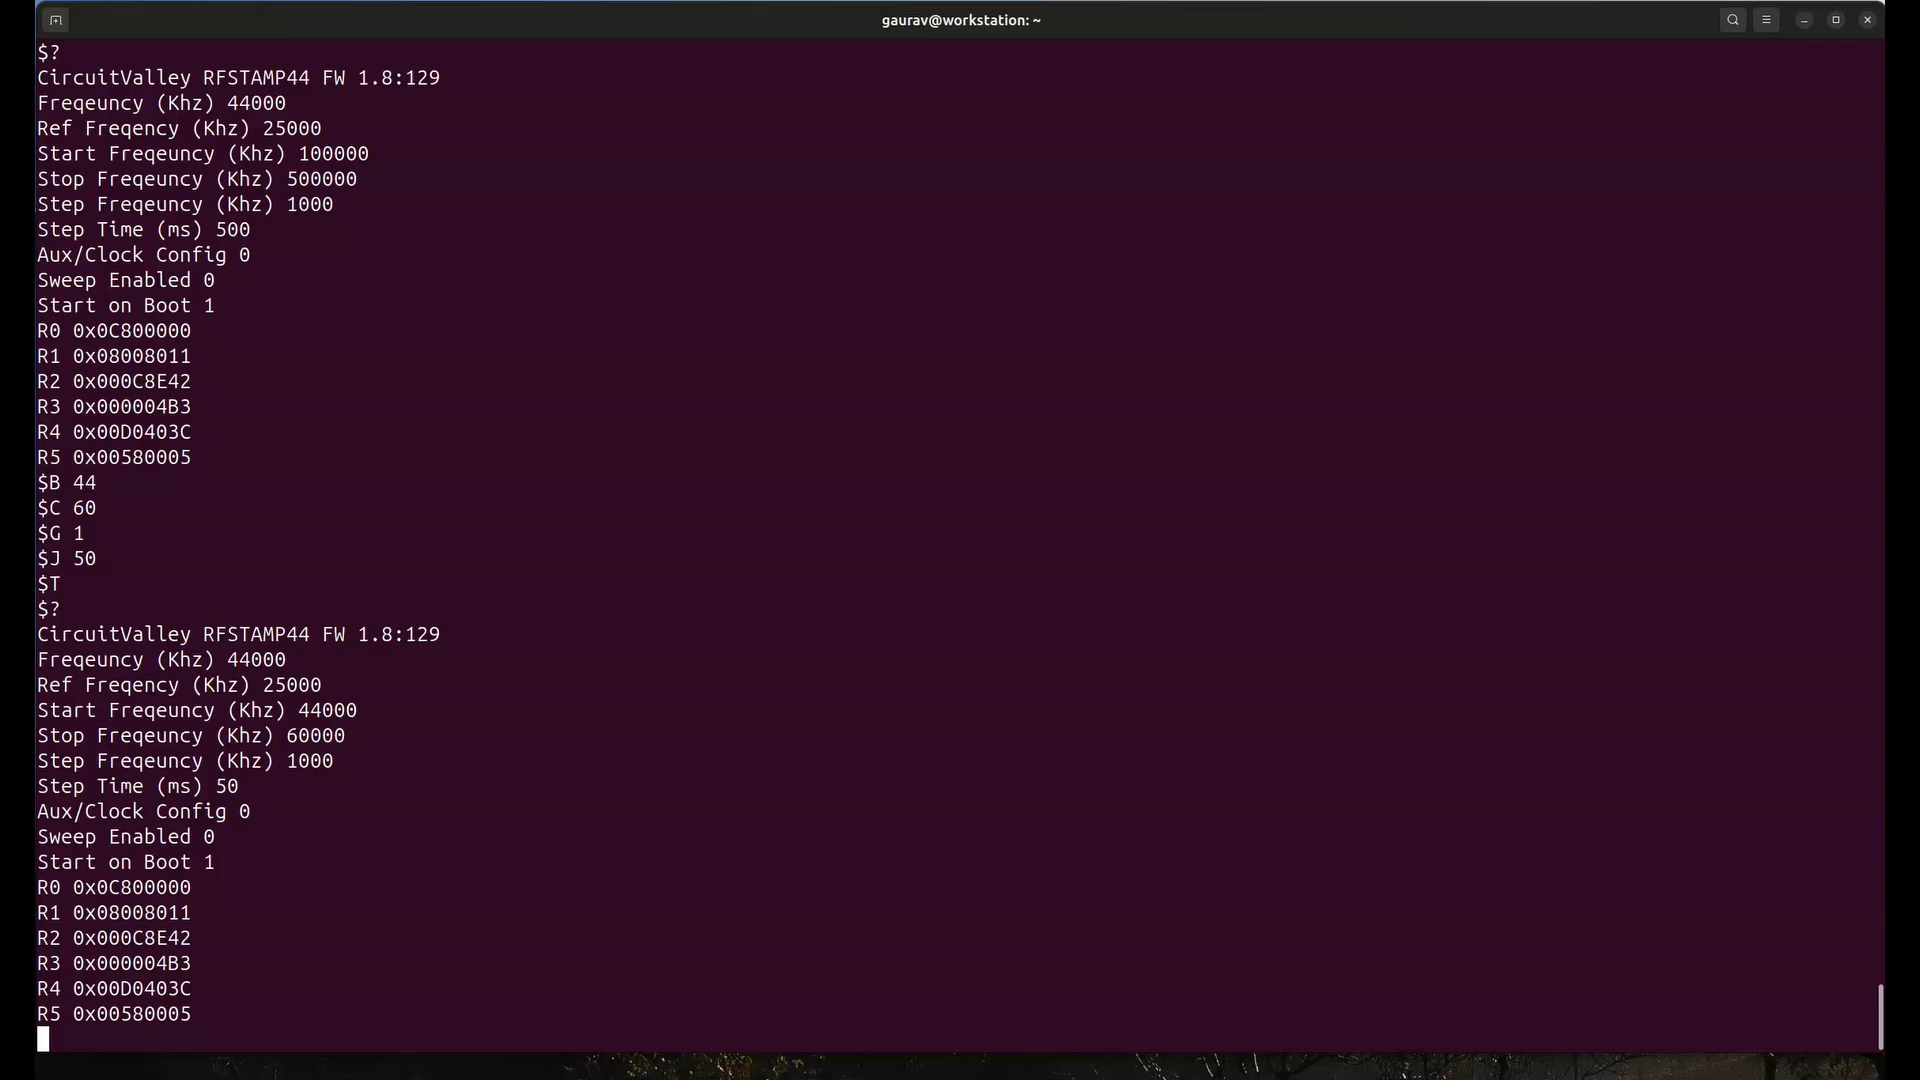 gaurav@workstation: ~
$?
CircuitValley RFSTAMP44 FW 1.8:129
Freqeuncy (Khz) 44000
Ref Freqency (Khz) 25000
Start Freqeuncy (Khz) 100000
Stop Freqeuncy (Khz) 500000
Step Freqeuncy (Khz) 1000
Step Time (ms) 500
Aux/Clock Config 0
Sweep Enabled 0
Start on Boot 1
R0 0x0C800000
R1 0x08008011
R2 0x000C8E42
R3 0x000004B3
R4 0x00D0403C
R5 0x00580005
$B 44
$C 60
$G 1
$J 50
$T
$?
CircuitValley RFSTAMP44 FW 1.8:129
Freqeuncy (Khz) 44000
Ref Freqency (Khz) 25000
Start Freqeuncy (Khz) 44000
Stop Freqeuncy (Khz) 60000
Step Freqeuncy (Khz) 1000
Step Time (ms) 50
Aux/Clock Config 0
Sweep Enabled 0
Start on Boot 1
R0 0x0C800000
R1 0x08008011
R2 0x000C8E42
R3 0x000004B3
R4 0x00D0403C
R5 0x00580005